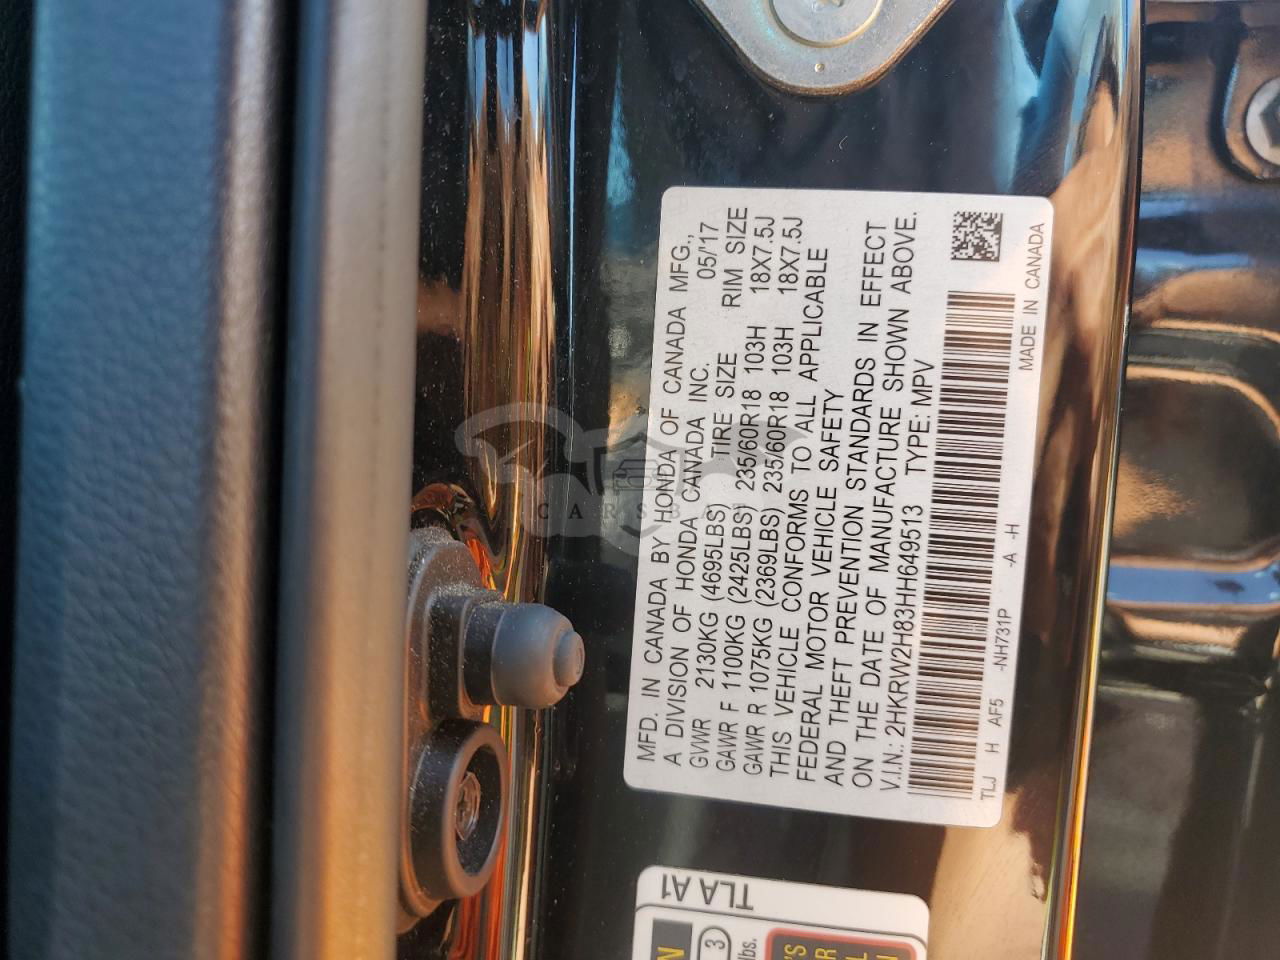 MFD. IN CANADA BY HONDA OF CANADA MFG.,
A DIVISION OF HONDA CANADA INC. 05/'17
GVWR 2130KG (4695LBS) TIRE SIZE RIM SIZE
GAWR F 1100KG (2425LBS) 235/60R18 103H 18X7.5J
GAWR R 1075KG (2369LBS) 235/60R18 103H 18X7.5J
THIS VEHICLE CONFORMS TO ALL APPLICABLE
FEDERAL MOTOR VEHICLE SAFETY
AND THEFT PREVENTION STANDARDS IN EFFECT
ON THE DATE OF MANUFACTURE SHOWN ABOVE.
V.I.N.: 2HKRW2H83HH649513 TYPE: MPV
TLJ H AF5 -NH731P -A -H MADE IN CANADA
TLA A1
3
lbs.
CARSBAT